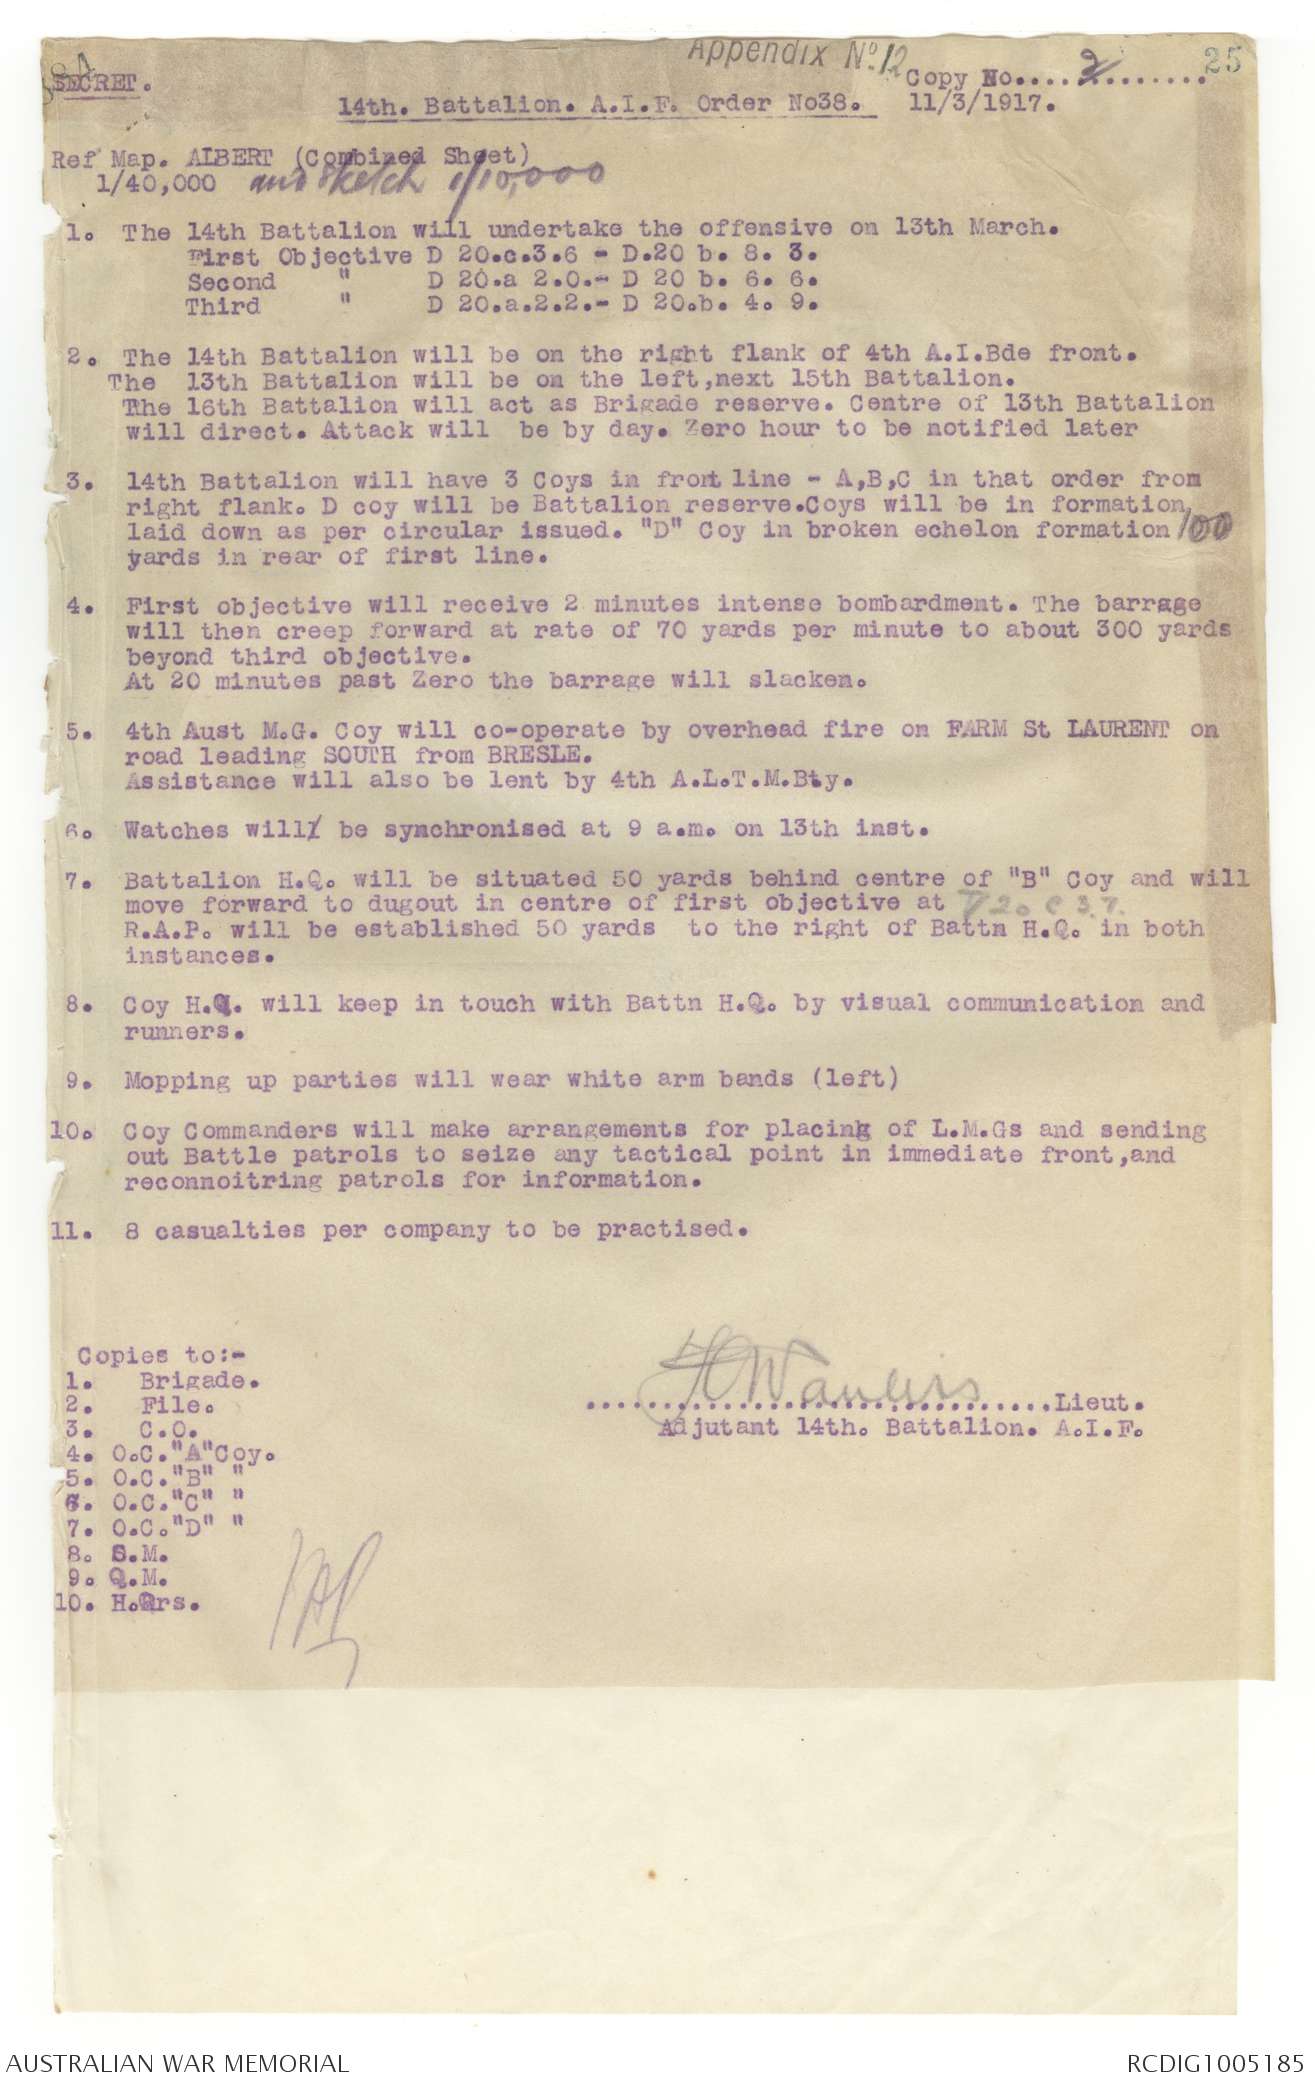 Appendix No. 12
25
SECRET.
Copy No....2.......
14th. Battalion. A.I.F. Order No38.
11/3/1917.
Ref Map. ALBERT (Combined Sheet)
1/40,000 and Sketch 1/10,000
1. The 14th Battalion will undertake the offensive on 13th March.
First Objective D 20.c.3.6 - D.20 b. 8. 3.
Second " D 20.a 2.0.- D 20 b. 6. 6.
Third " D 20.a.2.2.- D 20.b. 4. 9.
2. The 14th Battalion will be on the right flank of 4th A.I.Bde front.
The 13th Battalion will be on the left,next 15th Battalion.
The 16th Battalion will act as Brigade reserve. Centre of 13th Battalion
will direct. Attack will be by day. Zero hour to be notified later
3. 14th Battalion will have 3 Coys in front line - A,B,C in that order from
right flank. D coy will be Battalion reserve.Coys will be in formation
laid down as per circular issued. "D" Coy in broken echelon formation 100
yards in rear of first line.
4. First objective will receive 2 minutes intense bombardment. The barrage
will then creep forward at rate of 70 yards per minute to about 300 yards
beyond third objective.
At 20 minutes past Zero the barrage will slacken.
5. 4th Aust M.G. Coy will co-operate by overhead fire on FARM St LAURENT on
road leading SOUTH from BRESLE.
Assistance will also be lent by 4th A.L.T.M.Bty.
6. Watches will be synchronised at 9 a.m. on 13th inst.
7. Battalion H.Q. will be situated 50 yards behind centre of "B" Coy and will
move forward to dugout in centre of first objective at D 20 c 3.7.
R.A.P. will be established 50 yards to the right of Battn H.Q. in both
instances.
8. Coy H.Q. will keep in touch with Battn H.Q. by visual communication and
runners.
9. Mopping up parties will wear white arm bands (left)
10. Coy Commanders will make arrangements for placing of L.M.Gs and sending
out Battle patrols to seize any tactical point in immediate front,and
reconnoitring patrols for information.
11. 8 casualties per company to be practised.
Copies to:-
1. Brigade.
2. File.
3. C.O.
4. O.C."A"Coy.
5. O.C."B" "
6. O.C."C" "
7. O.C."D" "
8. S.M.
9. Q.M.
10. H.Qrs.
..............................Lieut.
Adjutant 14th. Battalion. A.I.F.
AUSTRALIAN WAR MEMORIAL
RCDIG1005185